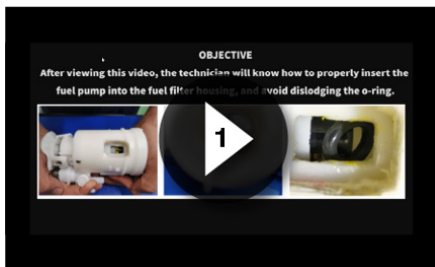 OBJECTIVE
After viewing this video, the technician will know how to properly insert the
fuel pump into the fuel filter housing, and avoid dislodging the o-ring.
1